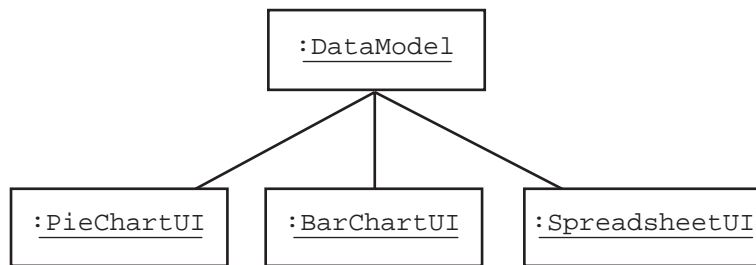 :DataModel
:PieChartUI
:BarChartUI
:SpreadsheetUI